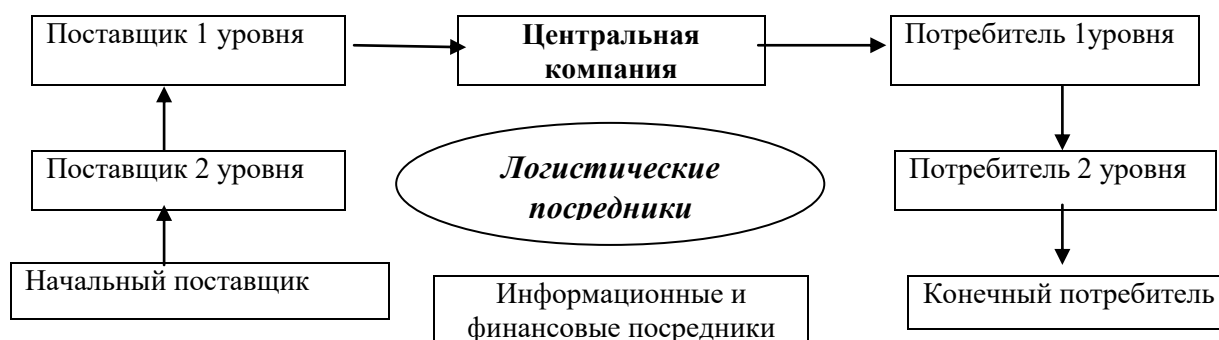 Поставщик 1 уровня
Центральная
компания
Потребитель 1уровня
Поставщик 2 уровня
Логистические
посредники
Потребитель 2 уровня
Начальный поставщик
Информационные и
финансовые посредники
Конечный потребитель